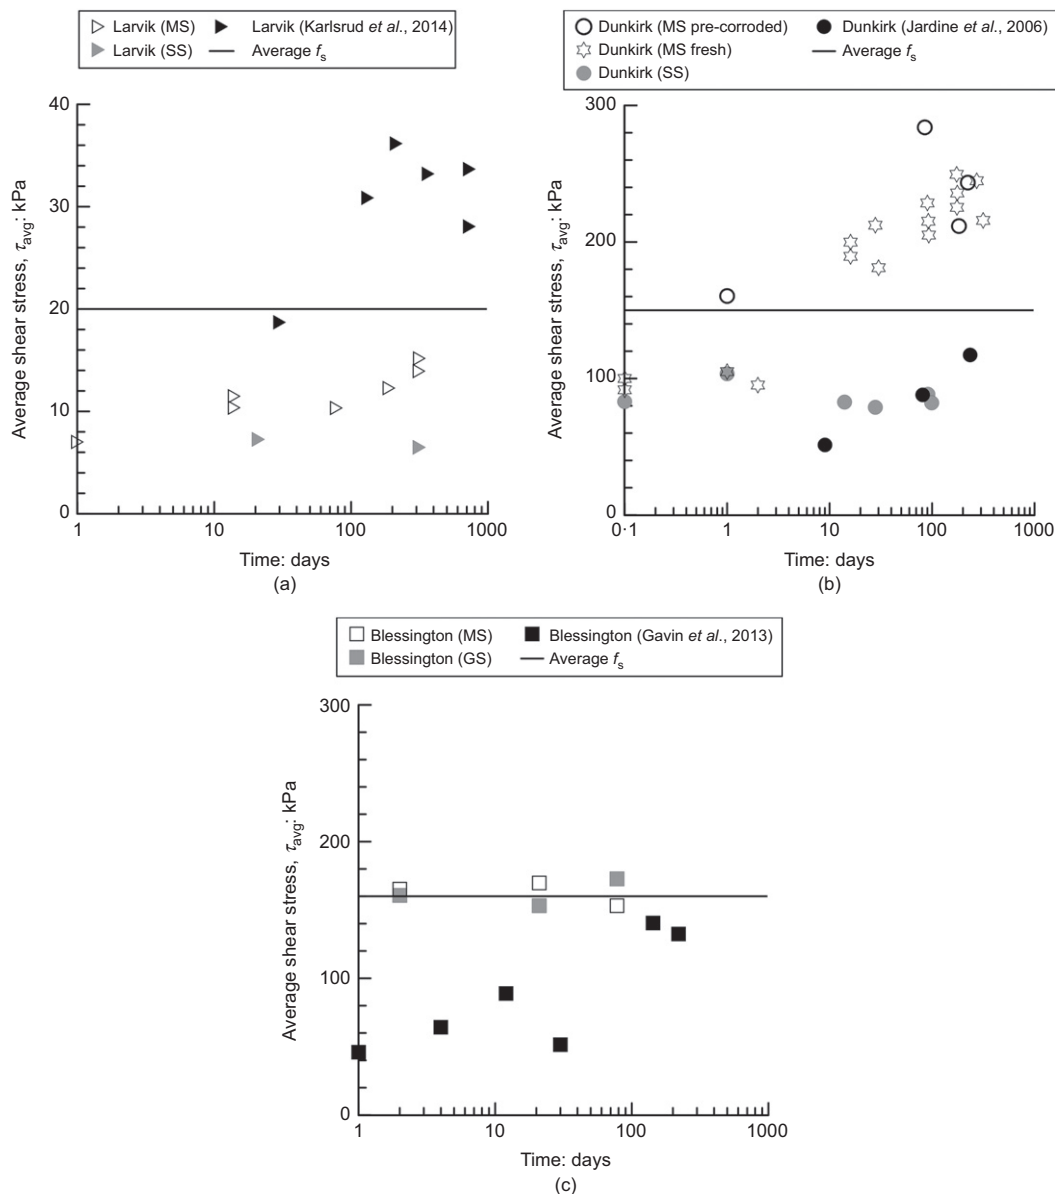 Larvik (MS)
Larvik (Karlsrud et al., 2014)
Larvik (SS)
Average fs
Dunkirk (MS pre-corroded)
Dunkirk (Jardine et al., 2006)
Dunkirk (MS fresh)
Average fs
Dunkirk (SS)
40
30
20
10
0
Average shear stress, τavg: kPa
1
10
100
1000
Time: days
(a)
300
200
100
0
Average shear stress, τavg: kPa
0·1
1
10
100
1000
Time: days
(b)
Blessington (MS)
Blessington (Gavin et al., 2013)
Blessington (GS)
Average fs
300
200
100
0
Average shear stress, τavg: kPa
1
10
100
1000
Time: days
(c)